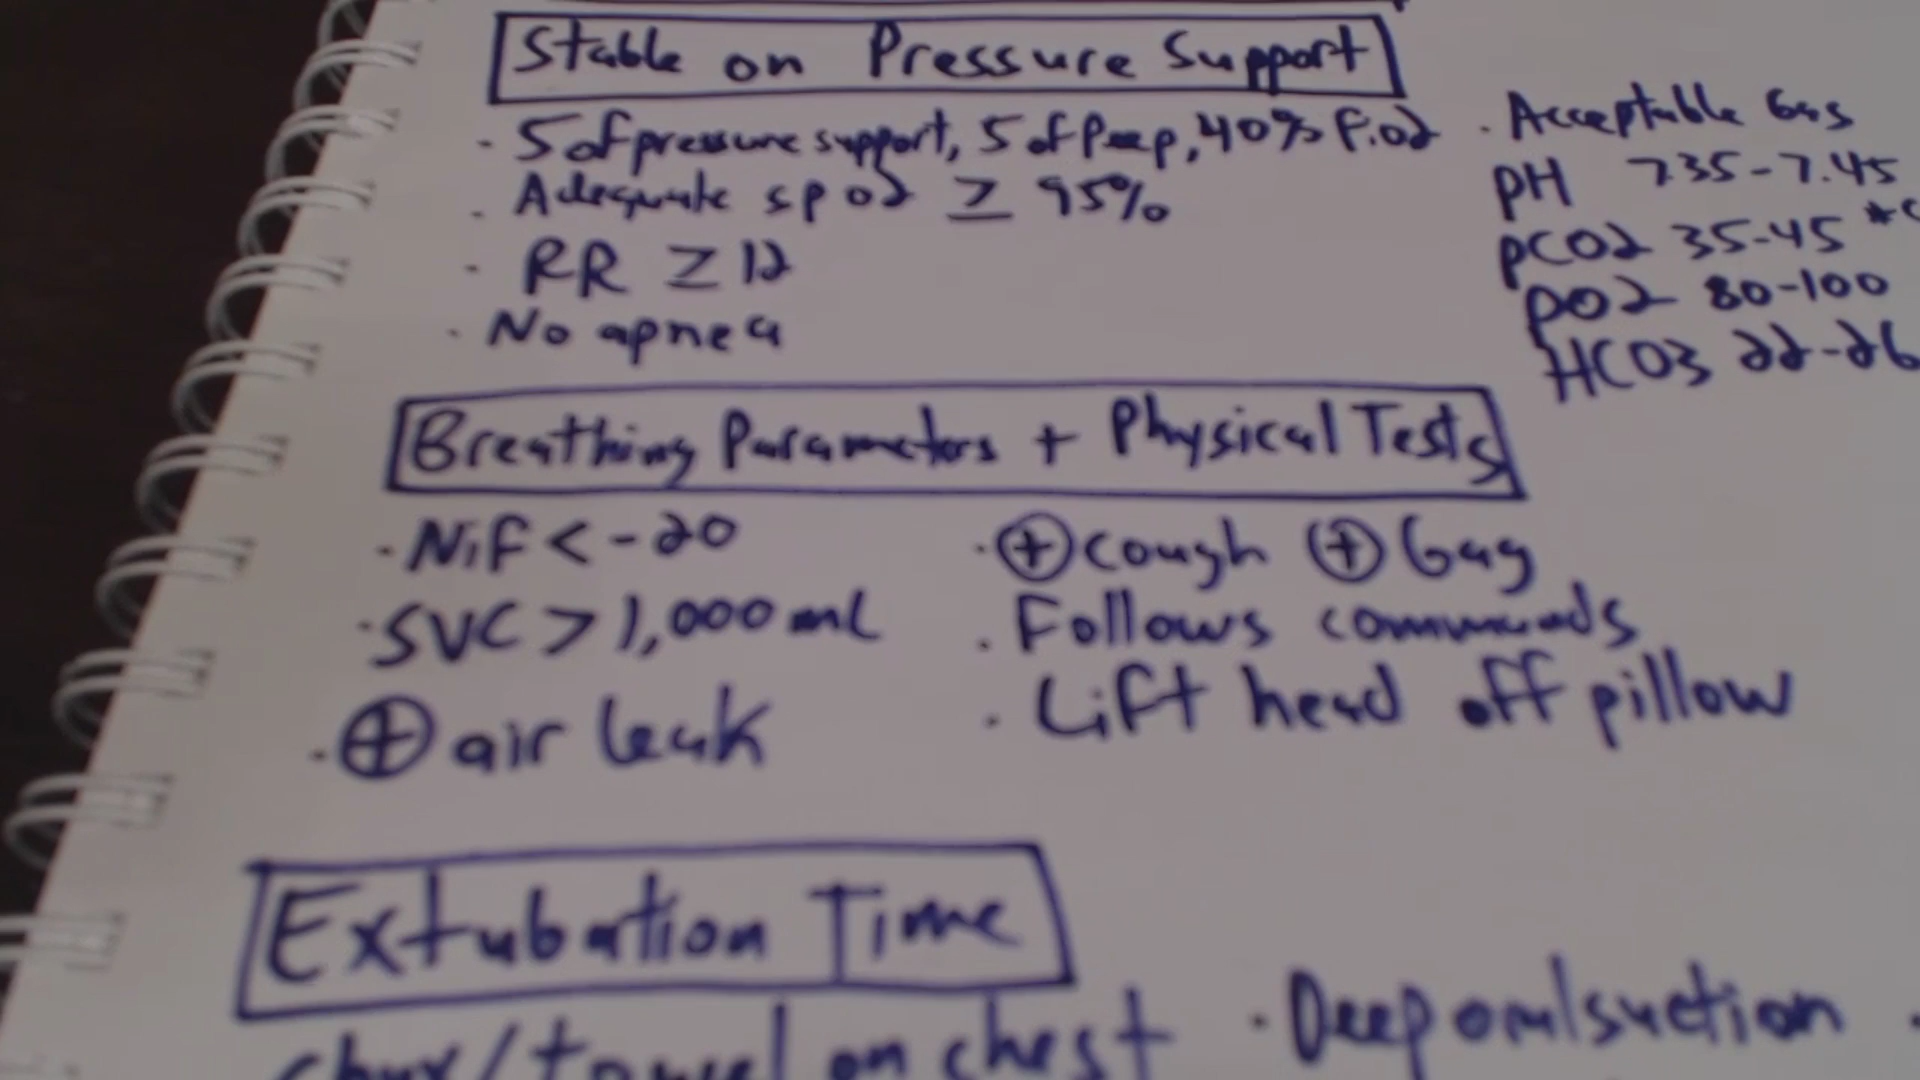 Stable on Pressure Support
· 5 of pressure support, 5 of Peep, 40% fio2
· Adequate spo2 ≥ 95%
· RR ≥ 12
· No apnea
· Acceptable Gas
pH 7.35-7.45
pCO2 35-45 *
pO2 80-100
HCO3 22-26
Breathing Parameters + Physical Tests
· Nif < -20
· SVC > 1,000 mL
· ⊕ air leak
· ⊕ cough ⊕ Gag
· Follows commands
· Lift head off pillow
Extubation Time
chux/towel on chest
· Deep oral suction